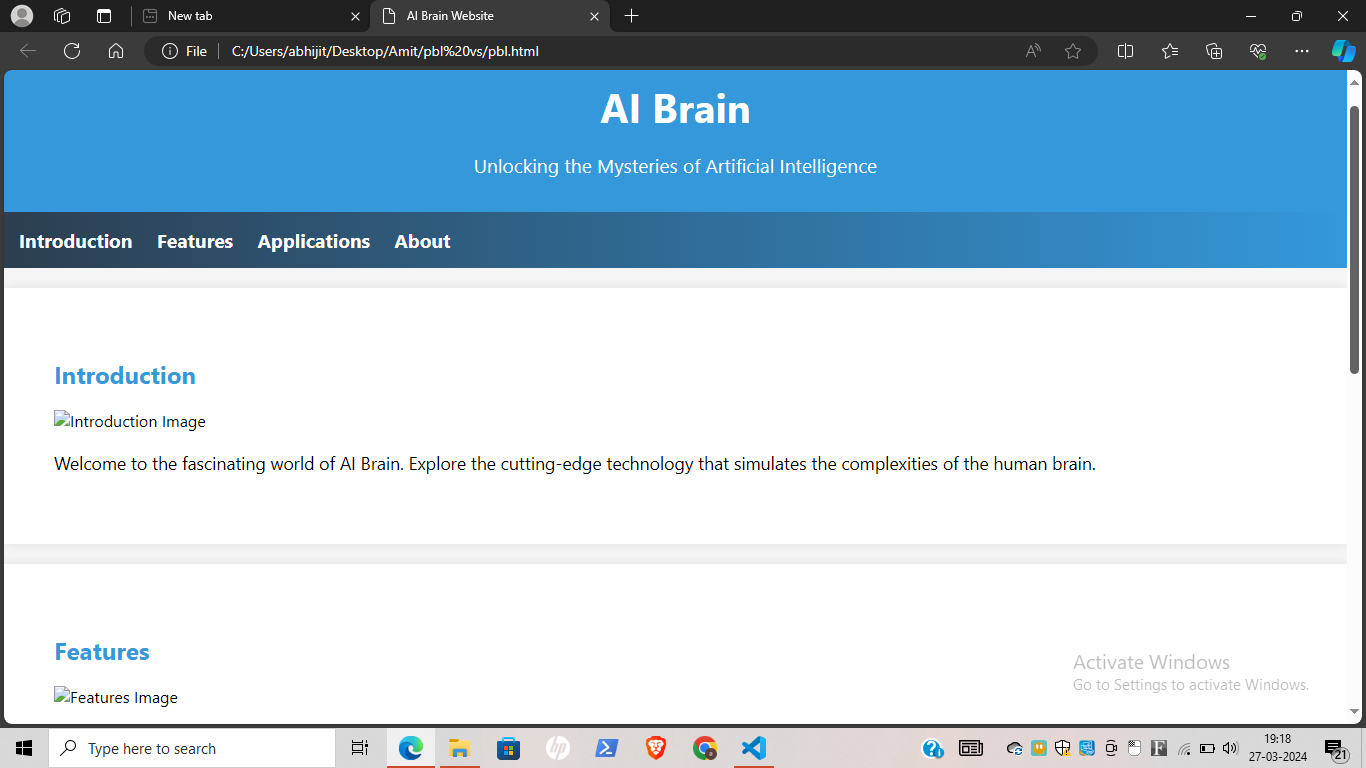 New tab
AI Brain Website
File
C:/Users/abhijit/Desktop/Amit/pbl%20vs/pbl.html
AI Brain
Unlocking the Mysteries of Artificial Intelligence
Introduction Features Applications About
Introduction
Introduction Image
Welcome to the fascinating world of AI Brain. Explore the cutting-edge technology that simulates the complexities of the human brain.
Features
Features Image
Activate Windows
Go to Settings to activate Windows.
Type here to search
19:18
27-03-2024
21